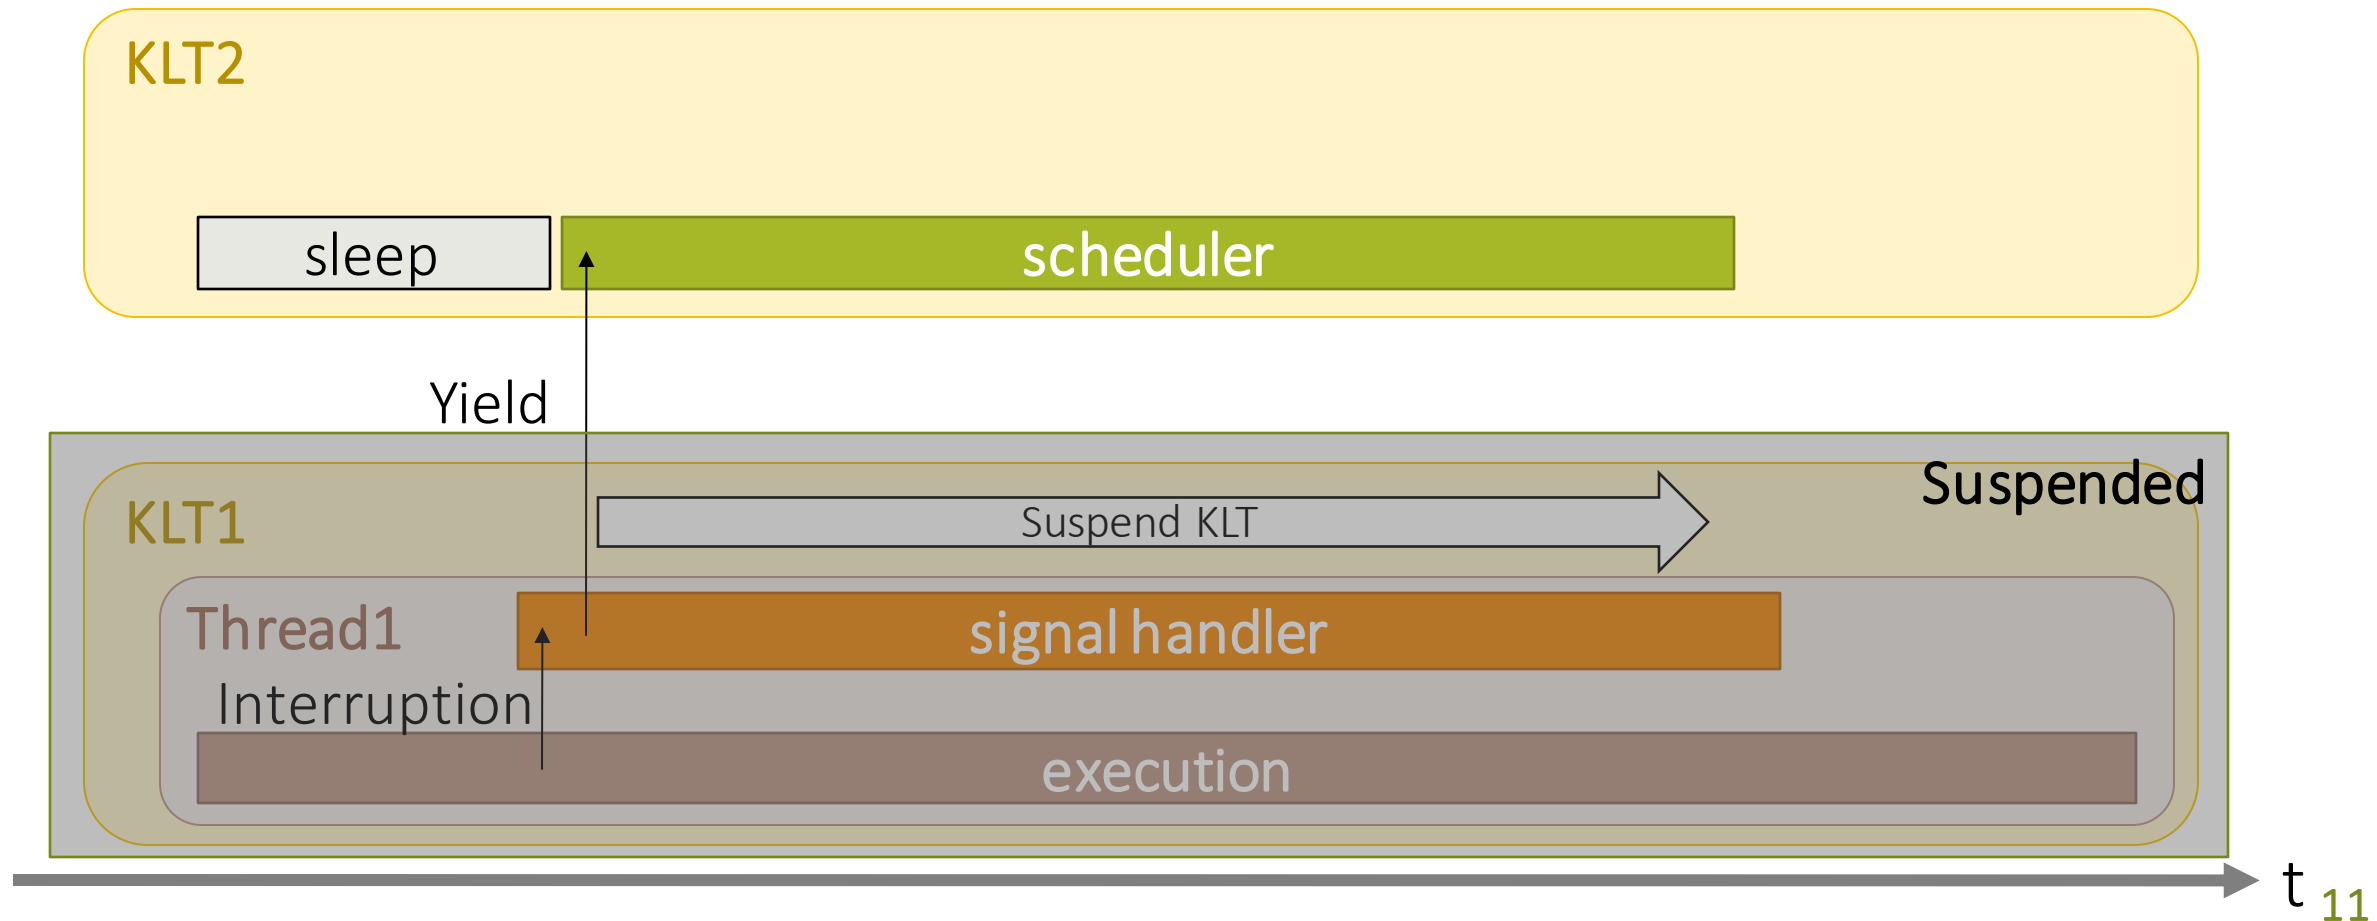 KLT2
sleep
scheduler
Yield
Suspended
KLT1
Suspend KLT
Thread1
signal handler
Interruption
execution
t
11